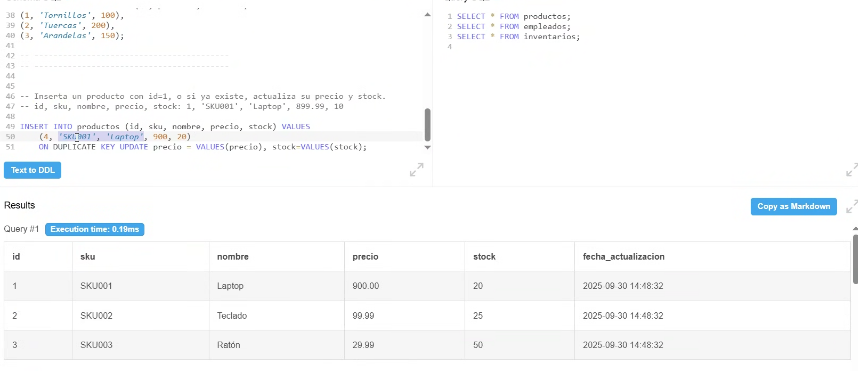 38 (1, 'Tornillos', 100),
39 (2, 'Tuercas', 200),
40 (3, 'Arandelas', 150);
41
42 -- ------------------------------------
43 -- ------------------------------------
44
45
46 -- Inserta un producto con id=1, o si ya existe, actualiza su precio y stock.
47 -- id, sku, nombre, precio, stock: 1, 'SKU001', 'Laptop', 899.99, 10
48
49 INSERT INTO productos (id, sku, nombre, precio, stock) VALUES
50 (4, 'SKU001', 'Laptop', 900, 20)
51 ON DUPLICATE KEY UPDATE precio = VALUES(precio), stock=VALUES(stock);
1 SELECT * FROM productos;
2 SELECT * FROM empleados;
3 SELECT * FROM inventarios;
4
Text to DDL
Results
Copy as Markdown
Query #1 Execution time: 0.19ms
id sku nombre precio stock fecha_actualizacion
1 SKU001 Laptop 900.00 20 2025-09-30 14:48:32
2 SKU002 Teclado 99.99 25 2025-09-30 14:48:32
3 SKU003 Ratón 29.99 50 2025-09-30 14:48:32